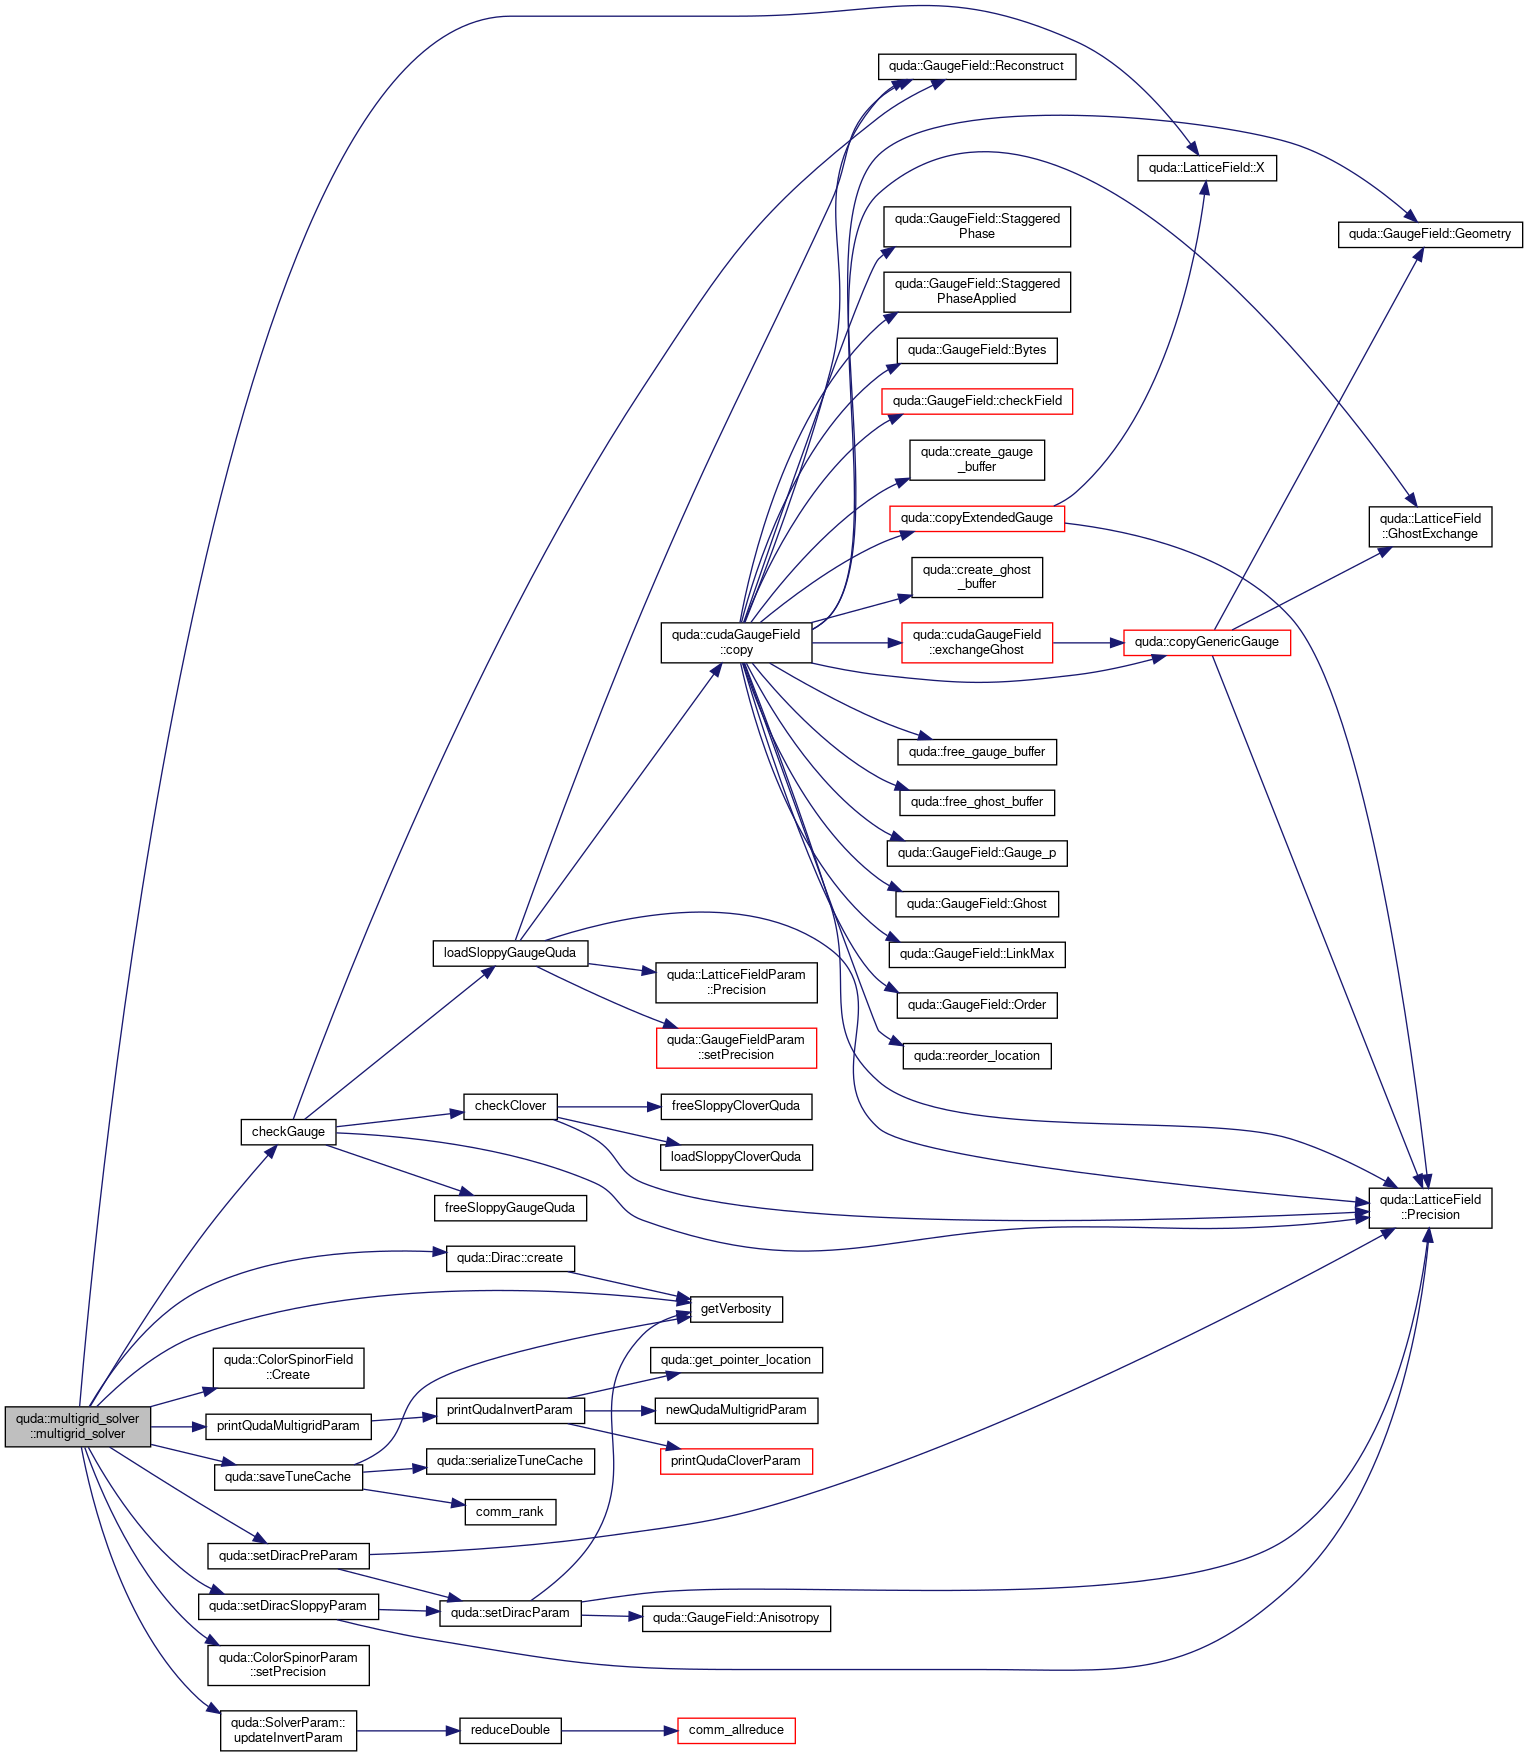 quda::GaugeField::Reconstruct
quda::LatticeField::X
quda::GaugeField::Staggered
Phase
quda::GaugeField::Geometry
quda::GaugeField::Staggered
PhaseApplied
quda::GaugeField::Bytes
quda::GaugeField::checkField
quda::create_gauge
_buffer
quda::copyExtendedGauge
quda::LatticeField
::GhostExchange
quda::create_ghost
_buffer
quda::cudaGaugeField
::copy
quda::cudaGaugeField
::exchangeGhost
quda::copyGenericGauge
quda::free_gauge_buffer
quda::free_ghost_buffer
quda::GaugeField::Gauge_p
quda::GaugeField::Ghost
quda::GaugeField::LinkMax
loadSloppyGaugeQuda
quda::LatticeFieldParam
::Precision
quda::GaugeField::Order
quda::GaugeFieldParam
::setPrecision
quda::reorder_location
checkClover
freeSloppyCloverQuda
checkGauge
loadSloppyCloverQuda
freeSloppyGaugeQuda
quda::LatticeField
::Precision
quda::Dirac::create
getVerbosity
quda::ColorSpinorField
::Create
quda::get_pointer_location
quda::multigrid_solver
::multigrid_solver
printQudaMultigridParam
printQudaInvertParam
newQudaMultigridParam
quda::saveTuneCache
quda::serializeTuneCache
printQudaCloverParam
comm_rank
quda::setDiracPreParam
quda::setDiracSloppyParam
quda::setDiracParam
quda::GaugeField::Anisotropy
quda::ColorSpinorParam
::setPrecision
quda::SolverParam::
updateInvertParam
reduceDouble
comm_allreduce